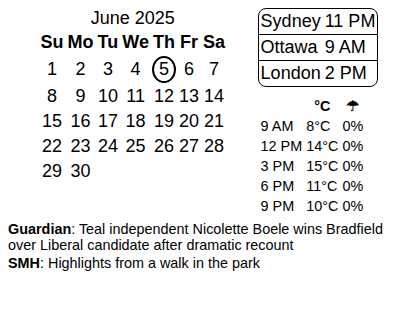 June 2025
Su Mo Tu We Th Fr Sa
1 2 3 4 5 6 7
8 9 10 11 12 13 14
15 16 17 18 19 20 21
22 23 24 25 26 27 28
29 30
Sydney 11 PM
Ottawa 9 AM
London 2 PM
°C ☂
9 AM 8°C 0%
12 PM 14°C 0%
3 PM 15°C 0%
6 PM 11°C 0%
9 PM 10°C 0%
Guardian: Teal independent Nicolette Boele wins Bradfield
over Liberal candidate after dramatic recount
SMH: Highlights from a walk in the park